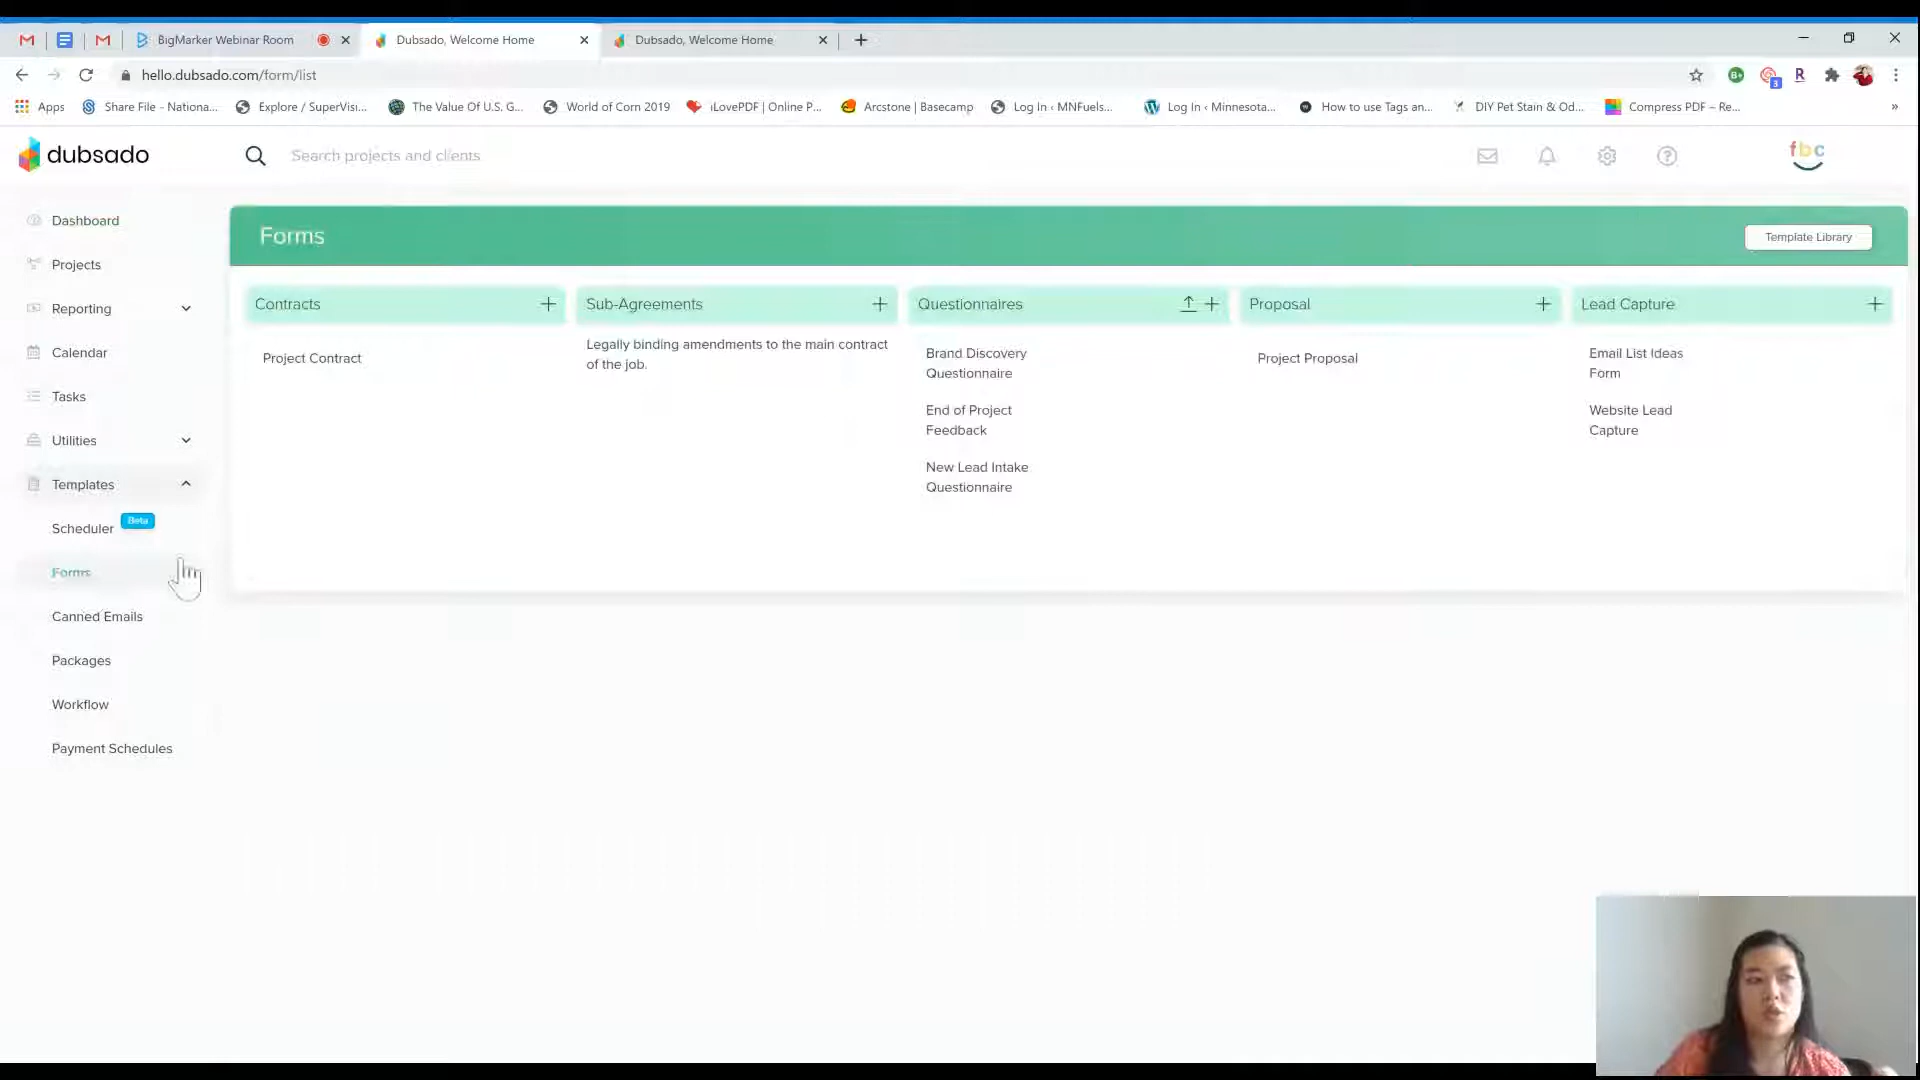 BigMarker Webinar Room
Dubsado, Welcome Home
Dubsado, Welcome Home
hello.dubsado.com/form/list
B+
3
R
Apps
Share File - Nationa...
Explore / SuperVisi...
The Value Of U.S. G...
World of Corn 2019
iLovePDF | Online P...
Arcstone | Basecamp
Log In ‹ MNFuels...
Log In ‹ Minnesota...
How to use Tags an...
DIY Pet Stain & Od...
Compress PDF – Re...
»
dubsado
Search projects and clients
fbc
Dashboard
Projects
Reporting
Calendar
Tasks
Utilities
Templates
Scheduler Beta
Forms
Canned Emails
Packages
Workflow
Payment Schedules
Forms
Template Library
Contracts
Project Contract
Sub-Agreements
Legally binding amendments to the main contract
of the job.
Questionnaires
Brand Discovery
Questionnaire
End of Project
Feedback
New Lead Intake
Questionnaire
Proposal
Project Proposal
Lead Capture
Email List Ideas
Form
Website Lead
Capture